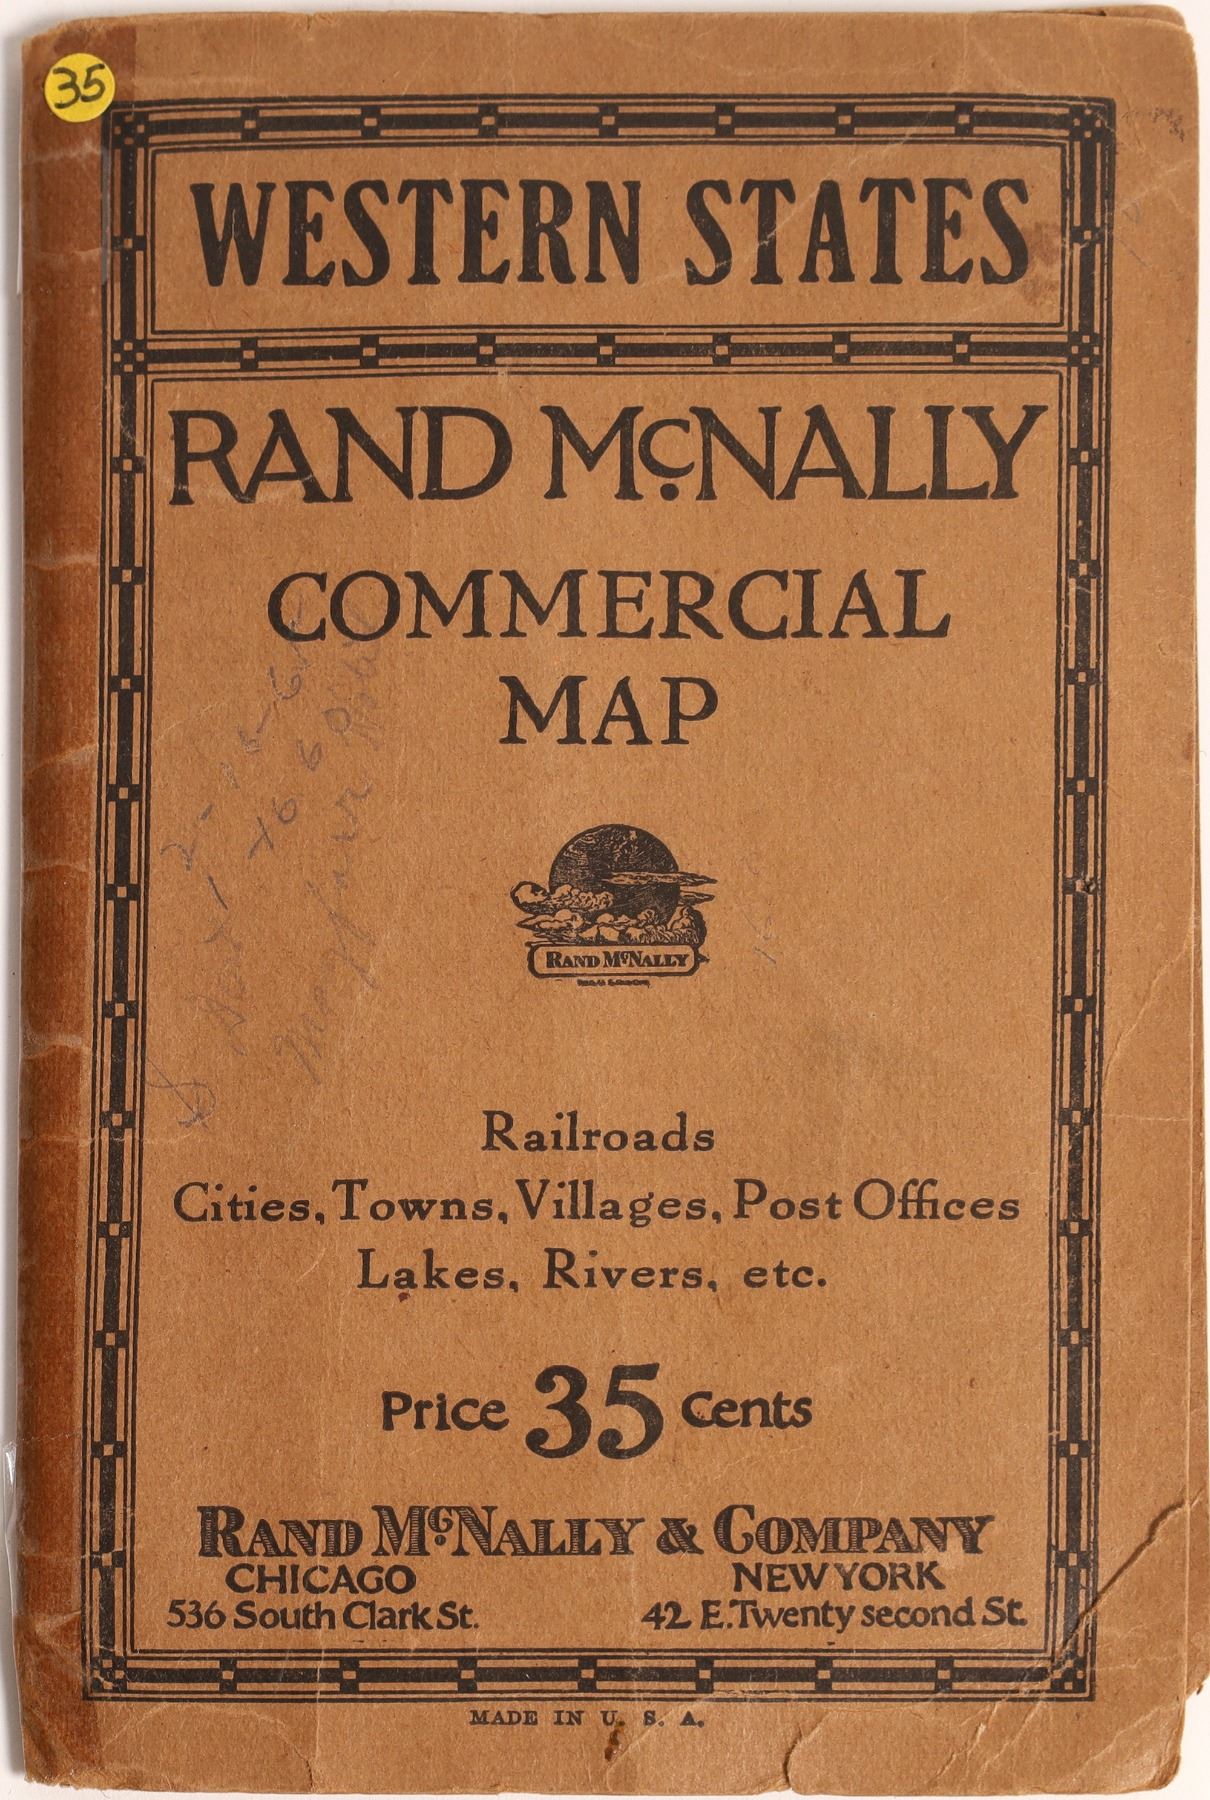 35
WESTERN STATES
RAND McNALLY
COMMERCIAL
MAP
RAND McNALLY
Railroads
Cities, Towns, Villages, Post Offices
Lakes, Rivers, etc.
Price 35 Cents
RAND McNALLY & COMPANY
CHICAGO NEW YORK
536 South Clark St. 42 E. Twenty second St.
MADE IN U. S. A.